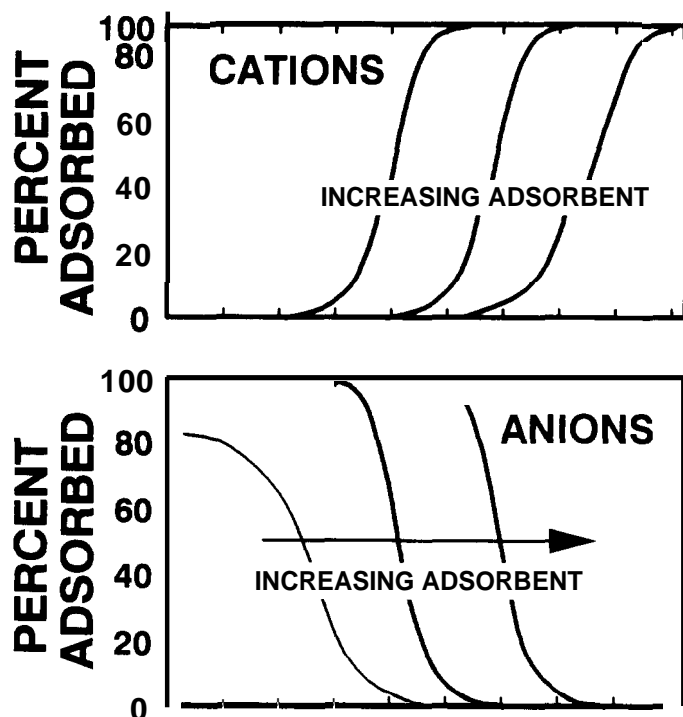 PERCENT
ADSORBED
100
80
60
40
20
0
CATIONS
INCREASING ADSORBENT
PERCENT
ADSORBED
100
80
60
40
20
0
ANIONS
INCREASING ADSORBENT